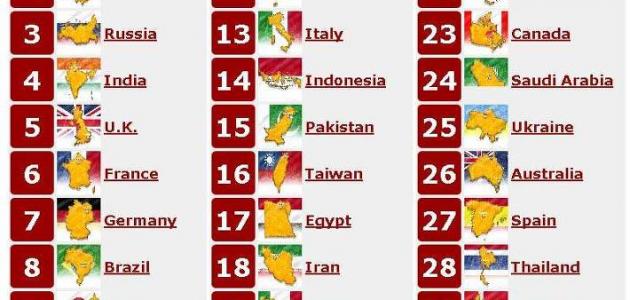 3 Russia
4 India
5 U.K.
6 France
7 Germany
8 Brazil
13 Italy
14 Indonesia
15 Pakistan
16 Taiwan
17 Egypt
18 Iran
23 Canada
24 Saudi Arabia
25 Ukraine
26 Australia
27 Spain
28 Thailand